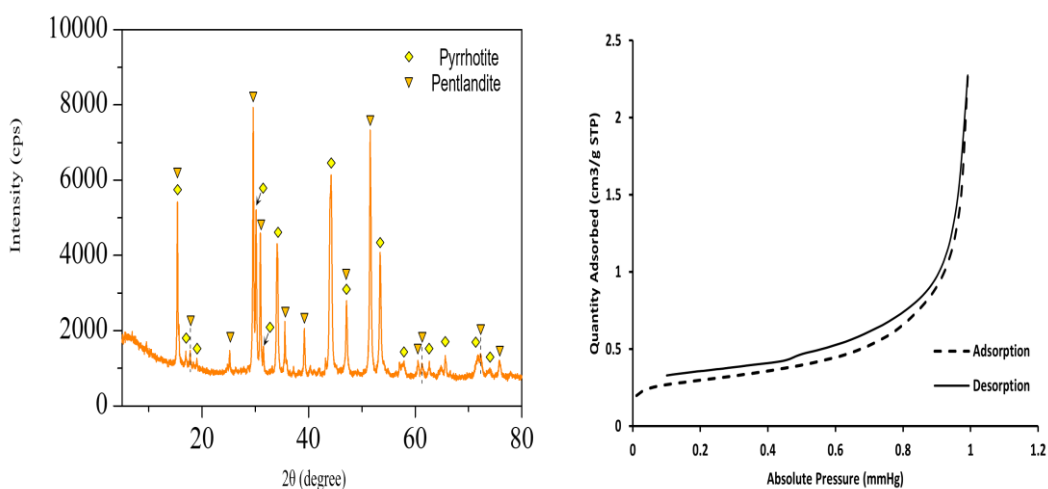 10000
8000
6000
4000
2000
0
Intensity (cps)
Pyrrhotite
Pentlandite
20
40
60
80
2θ (degree)
2.5
2
1.5
1
0.5
0
Quantity Adsorbed (cm3/g STP)
Adsorption
Desorption
0
0.2
0.4
0.6
0.8
1
1.2
Absolute Pressure (mmHg)